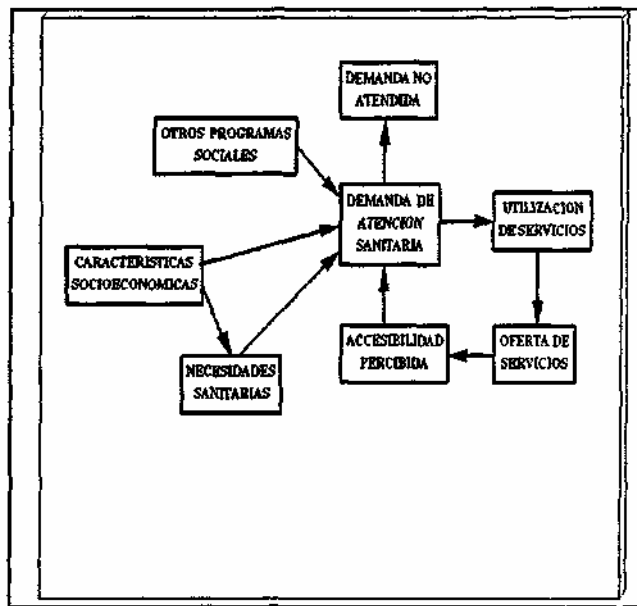 DEMANDA NO
ATENDIDA
OTROS PROGRAMAS
SOCIALES
DEMANDA DE
ATENCION
SANITARIA
UTILIZACION
DE SERVICIOS
CARACTERISTICAS
SOCIOECONOMICAS
ACCESIBILIDAD
PERCIBIDA
OFERTA DE
SERVICIOS
NECESIDADES
SANITARIAS